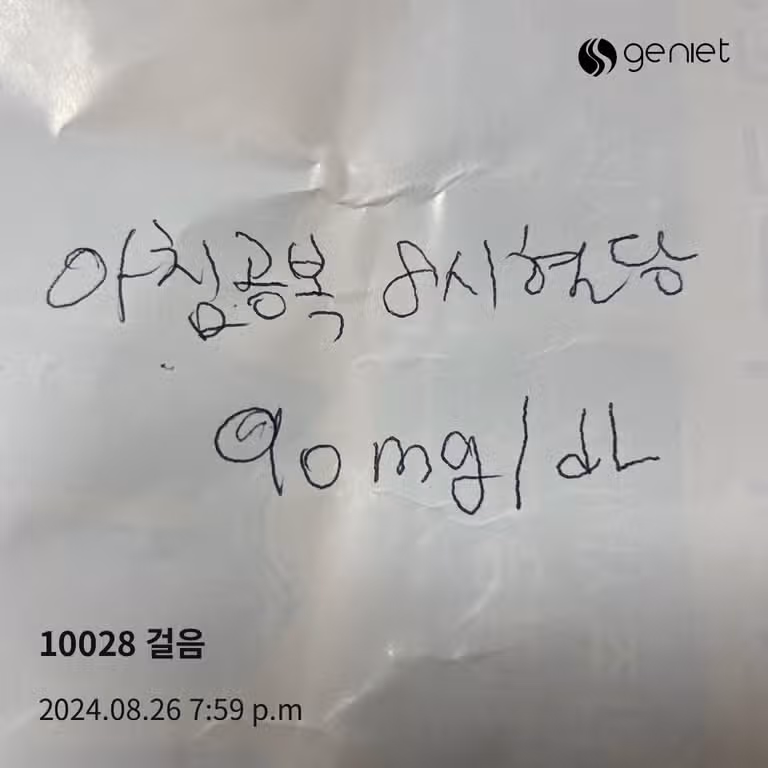 geniet
아침공복 8시혈당
90mg/dL
10028 걸음
2024.08.26 7:59 p.m